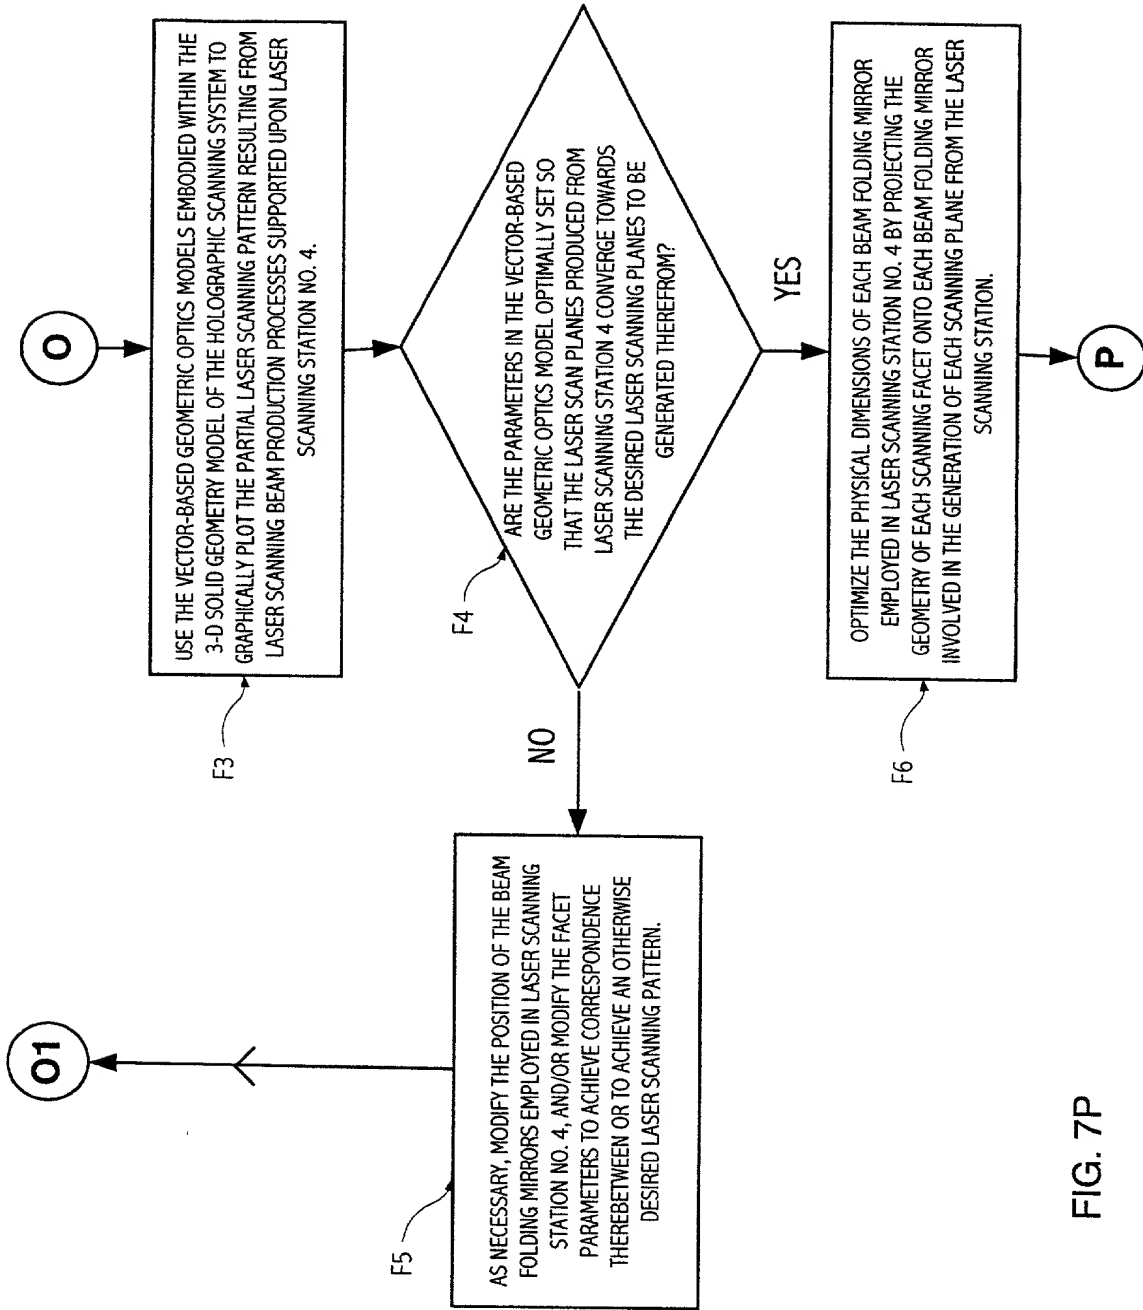 O
USE THE VECTOR-BASED GEOMETRIC OPTICS MODELS EMBODIED WITHIN THE
3-D SOLID GEOMETRY MODEL OF THE HOLOGRAPHIC SCANNING SYSTEM TO
GRAPHICALLY PLOT THE PARTIAL LASER SCANNING PATTERN RESULTING FROM
LASER SCANNING BEAM PRODUCTION PROCESSES SUPPORTED UPON LASER
SCANNING STATION NO. 4.
F3
ARE THE PARAMETERS IN THE VECTOR-BASED
GEOMETRIC OPTICS MODEL OPTIMALLY SET SO
THAT THE LASER SCAN PLANES PRODUCED FROM
LASER SCANNING STATION 4 CONVERGE TOWARDS
THE DESIRED LASER SCANNING PLANES TO BE
GENERATED THEREFROM?
F4
NO
YES
O1
AS NECESSARY, MODIFY THE POSITION OF THE BEAM
FOLDING MIRRORS EMPLOYED IN LASER SCANNING
STATION NO. 4, AND/OR MODIFY THE FACET
PARAMETERS TO ACHIEVE CORRESPONDENCE
THEREBETWEEN OR TO ACHIEVE AN OTHERWISE
DESIRED LASER SCANNING PATTERN.
F5
OPTIMIZE THE PHYSICAL DIMENSIONS OF EACH BEAM FOLDING MIRROR
EMPLOYED IN LASER SCANNING STATION NO. 4 BY PROJECTING THE
GEOMETRY OF EACH SCANNING FACET ONTO EACH BEAM FOLDING MIRROR
INVOLVED IN THE GENERATION OF EACH SCANNING PLANE FROM THE LASER
SCANNING STATION.
F6
P
FIG. 7P